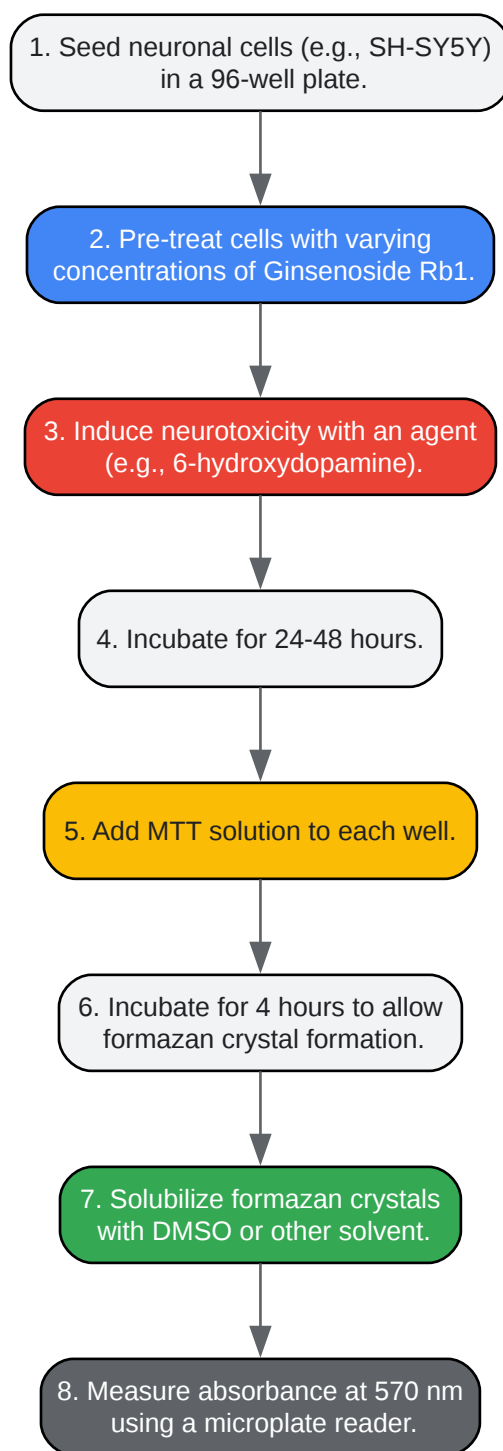 1. Seed neuronal cells (e.g., SH-SY5Y)
in a 96-well plate.
2. Pre-treat cells with varying
concentrations of Ginsenoside Rb1.
3. Induce neurotoxicity with an agent
(e.g., 6-hydroxydopamine).
4. Incubate for 24-48 hours.
5. Add MTT solution to each well.
6. Incubate for 4 hours to allow
formazan crystal formation.
7. Solubilize formazan crystals
with DMSO or other solvent.
8. Measure absorbance at 570 nm
using a microplate reader.